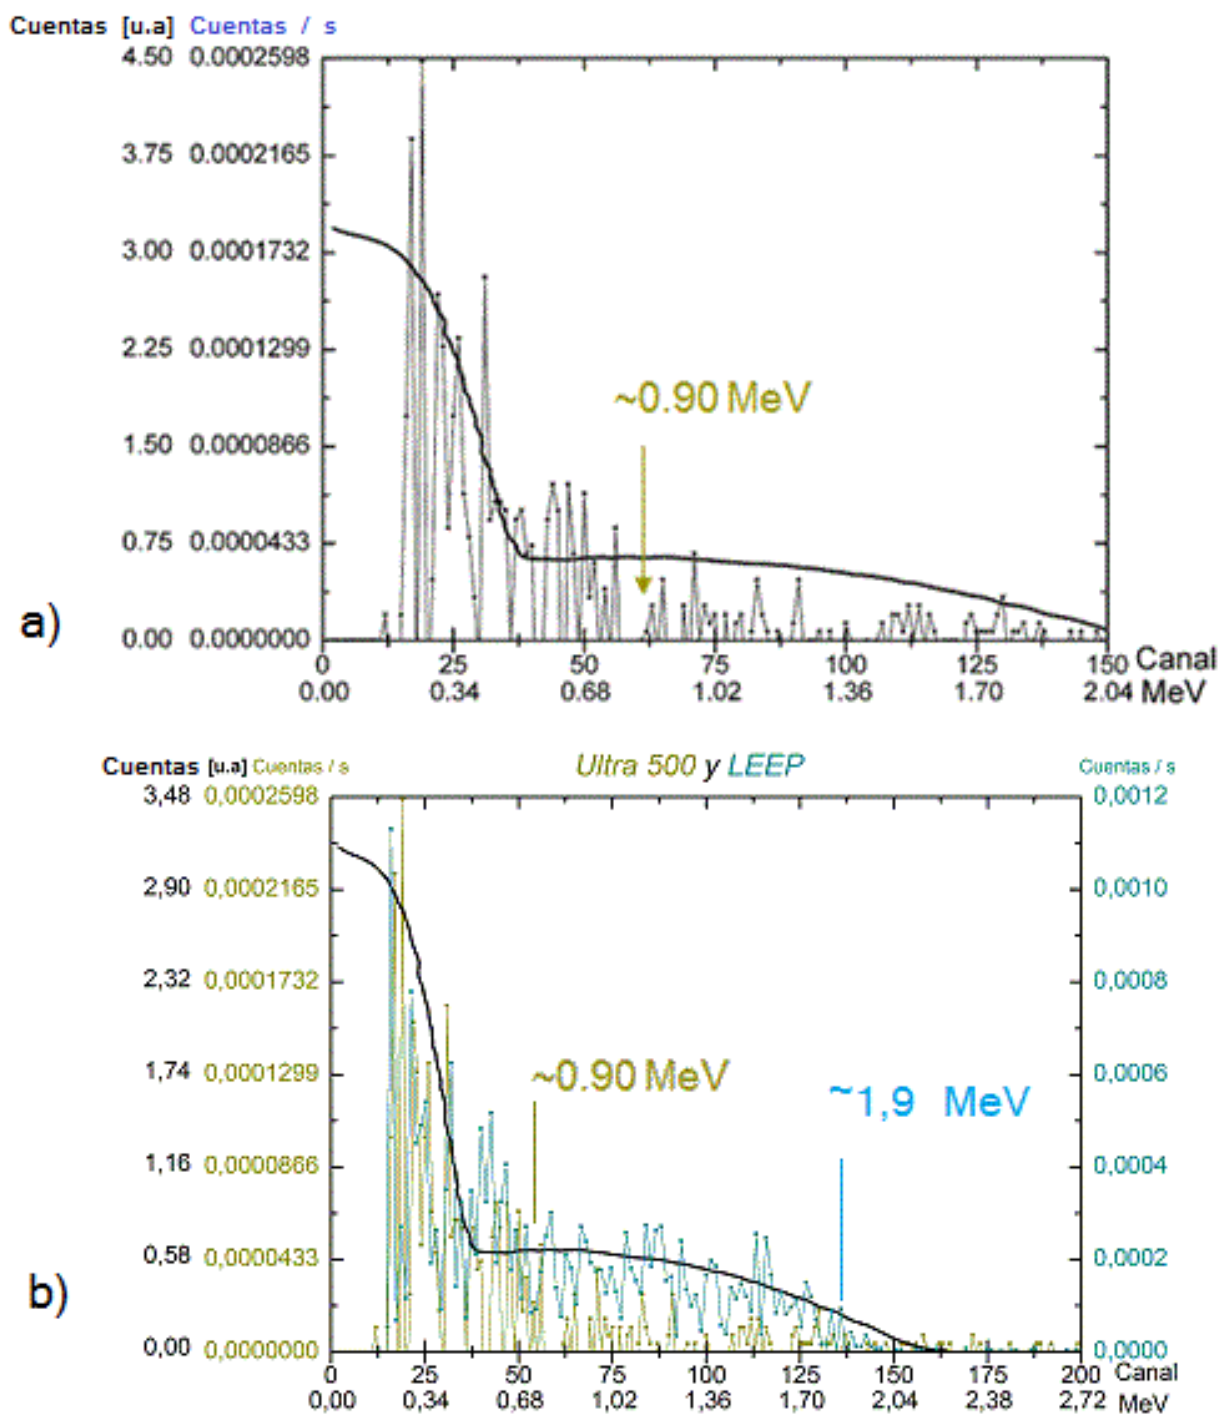 Cuentas [u.a] Cuentas / s
4.50 0.0002598
3.75 0.0002165
3.00 0.0001732
2.25 0.0001299
~0.90 MeV
1.50 0.0000866
0.75 0.0000433
a)
0.00 0.0000000
0 25 50 75 100 125 150 Canal
0.00 0.34 0.68 1.02 1.36 1.70 2.04 MeV
Cuentas [u.a] Cuentas / s Ultra 500 y LEEP Cuentas / s
3,48 0,0002598 0,0012
2,90 0,0002165 0,0010
2,32 0,0001732 0,0008
1,74 0,0001299 ~0.90 MeV 0,0006
~1,9 MeV
1,16 0,0000866 0,0004
0,58 0,0000433 0,0002
b)
0,00 0,0000000 0,0000
0 25 50 75 100 125 150 175 200 Canal
0,00 0,34 0,68 1,02 1,36 1,70 2,04 2,38 2,72 MeV